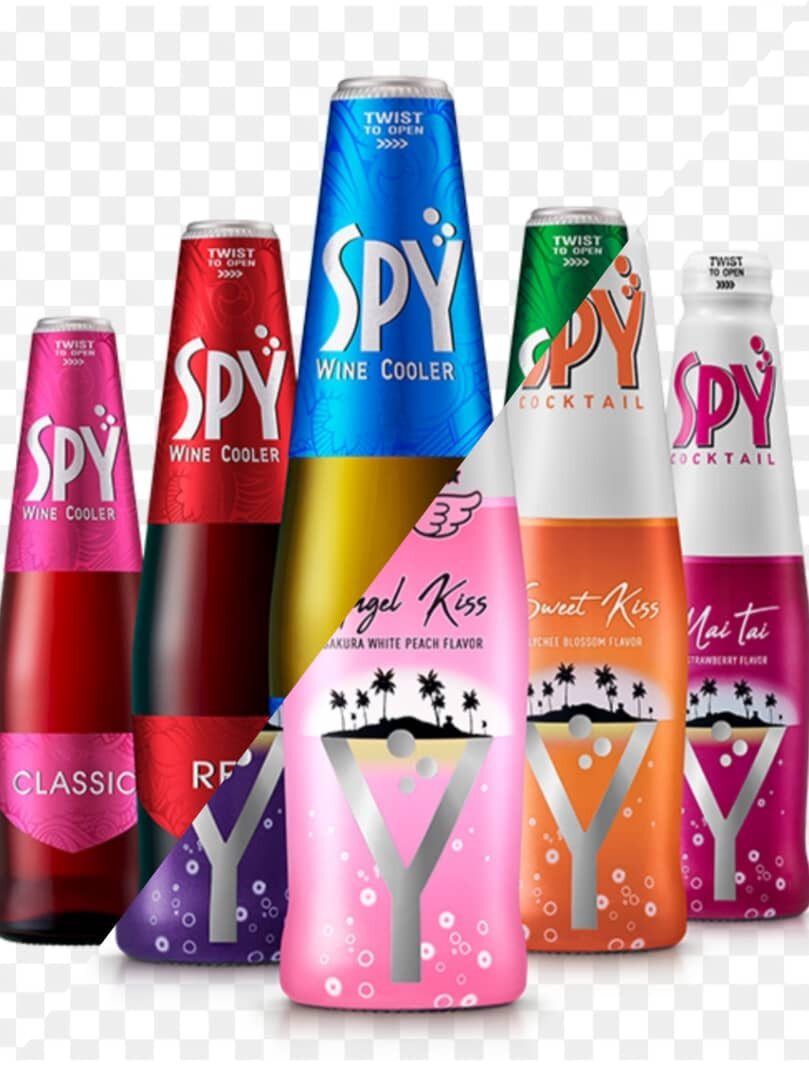 TWIST
TO OPEN
SPY
WINE COOLER
CLASSIC
TWIST
TO OPEN
SPY
WINE COOLER
RE
TWIST
TO OPEN
SPY
WINE COOLER
ngel Kiss
SAKURA WHITE PEACH FLAVOR
TWIST
TO OPEN
SPY
COCKTAIL
Sweet Kiss
LYCHEE BLOSSOM FLAVOR
TWIST
TO OPEN
SPY
COCKTAIL
Mai Tai
STRAWBERRY FLAVOR